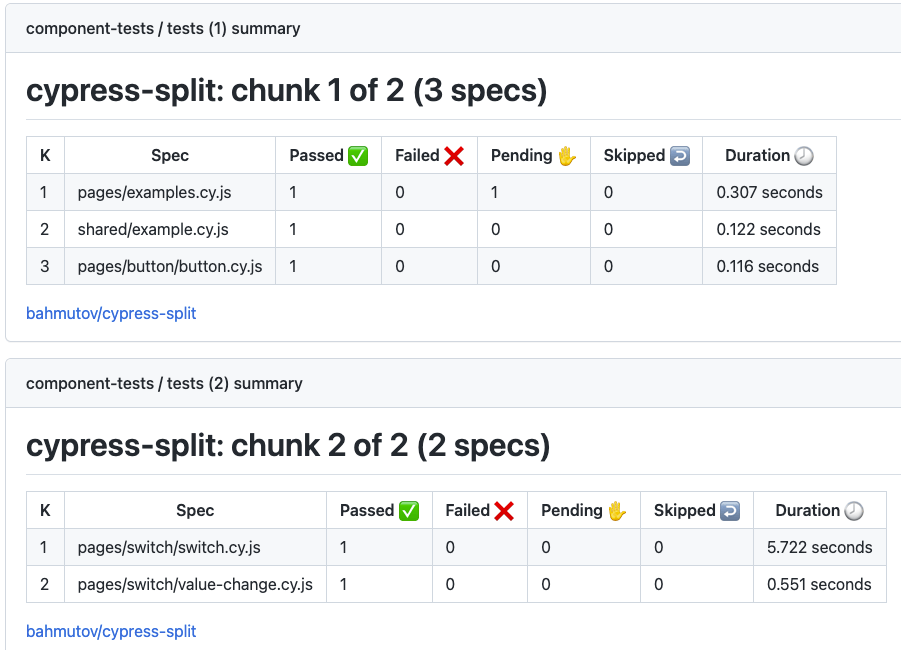 component-tests / tests (1) summary
cypress-split: chunk 1 of 2 (3 specs)
K Spec Passed ✅ Failed ❌ Pending ✋ Skipped ↩️ Duration 🕗
1 pages/examples.cy.js 1 0 1 0 0.307 seconds
2 shared/example.cy.js 1 0 0 0 0.122 seconds
3 pages/button/button.cy.js 1 0 0 0 0.116 seconds
bahmutov/cypress-split
component-tests / tests (2) summary
cypress-split: chunk 2 of 2 (2 specs)
K Spec Passed ✅ Failed ❌ Pending ✋ Skipped ↩️ Duration 🕗
1 pages/switch/switch.cy.js 1 0 0 0 5.722 seconds
2 pages/switch/value-change.cy.js 1 0 0 0 0.551 seconds
bahmutov/cypress-split